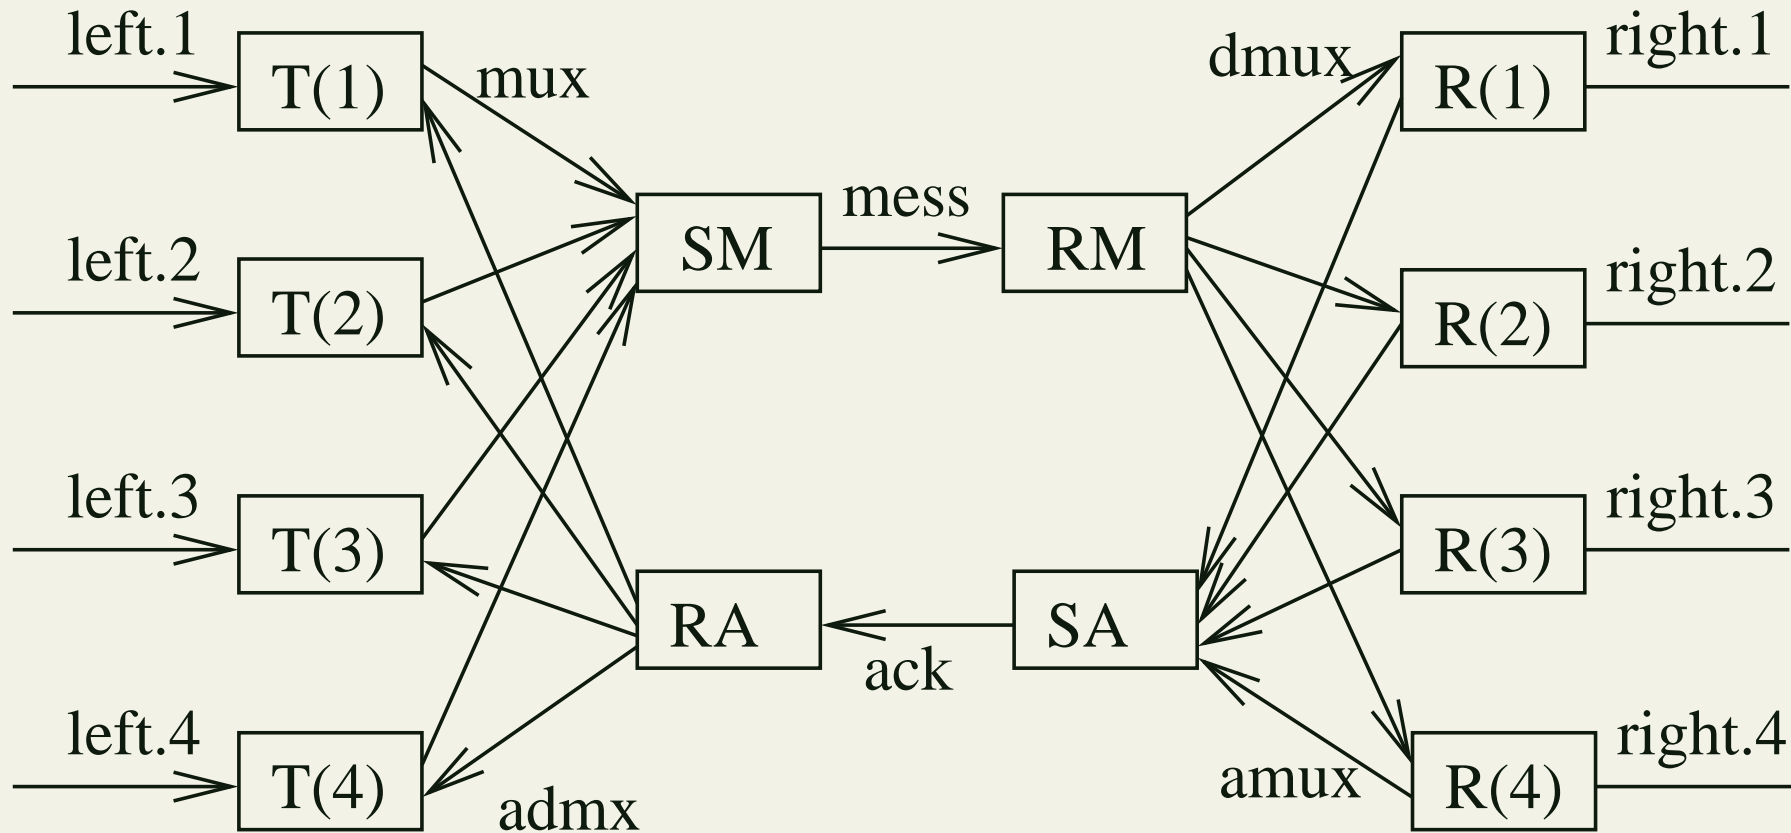 left.1
T(1)
mux
dmux
R(1)
right.1
left.2
T(2)
SM
mess
RM
R(2)
right.2
left.3
T(3)
R(3)
right.3
RA
ack
SA
left.4
T(4)
admx
amux
R(4)
right.4